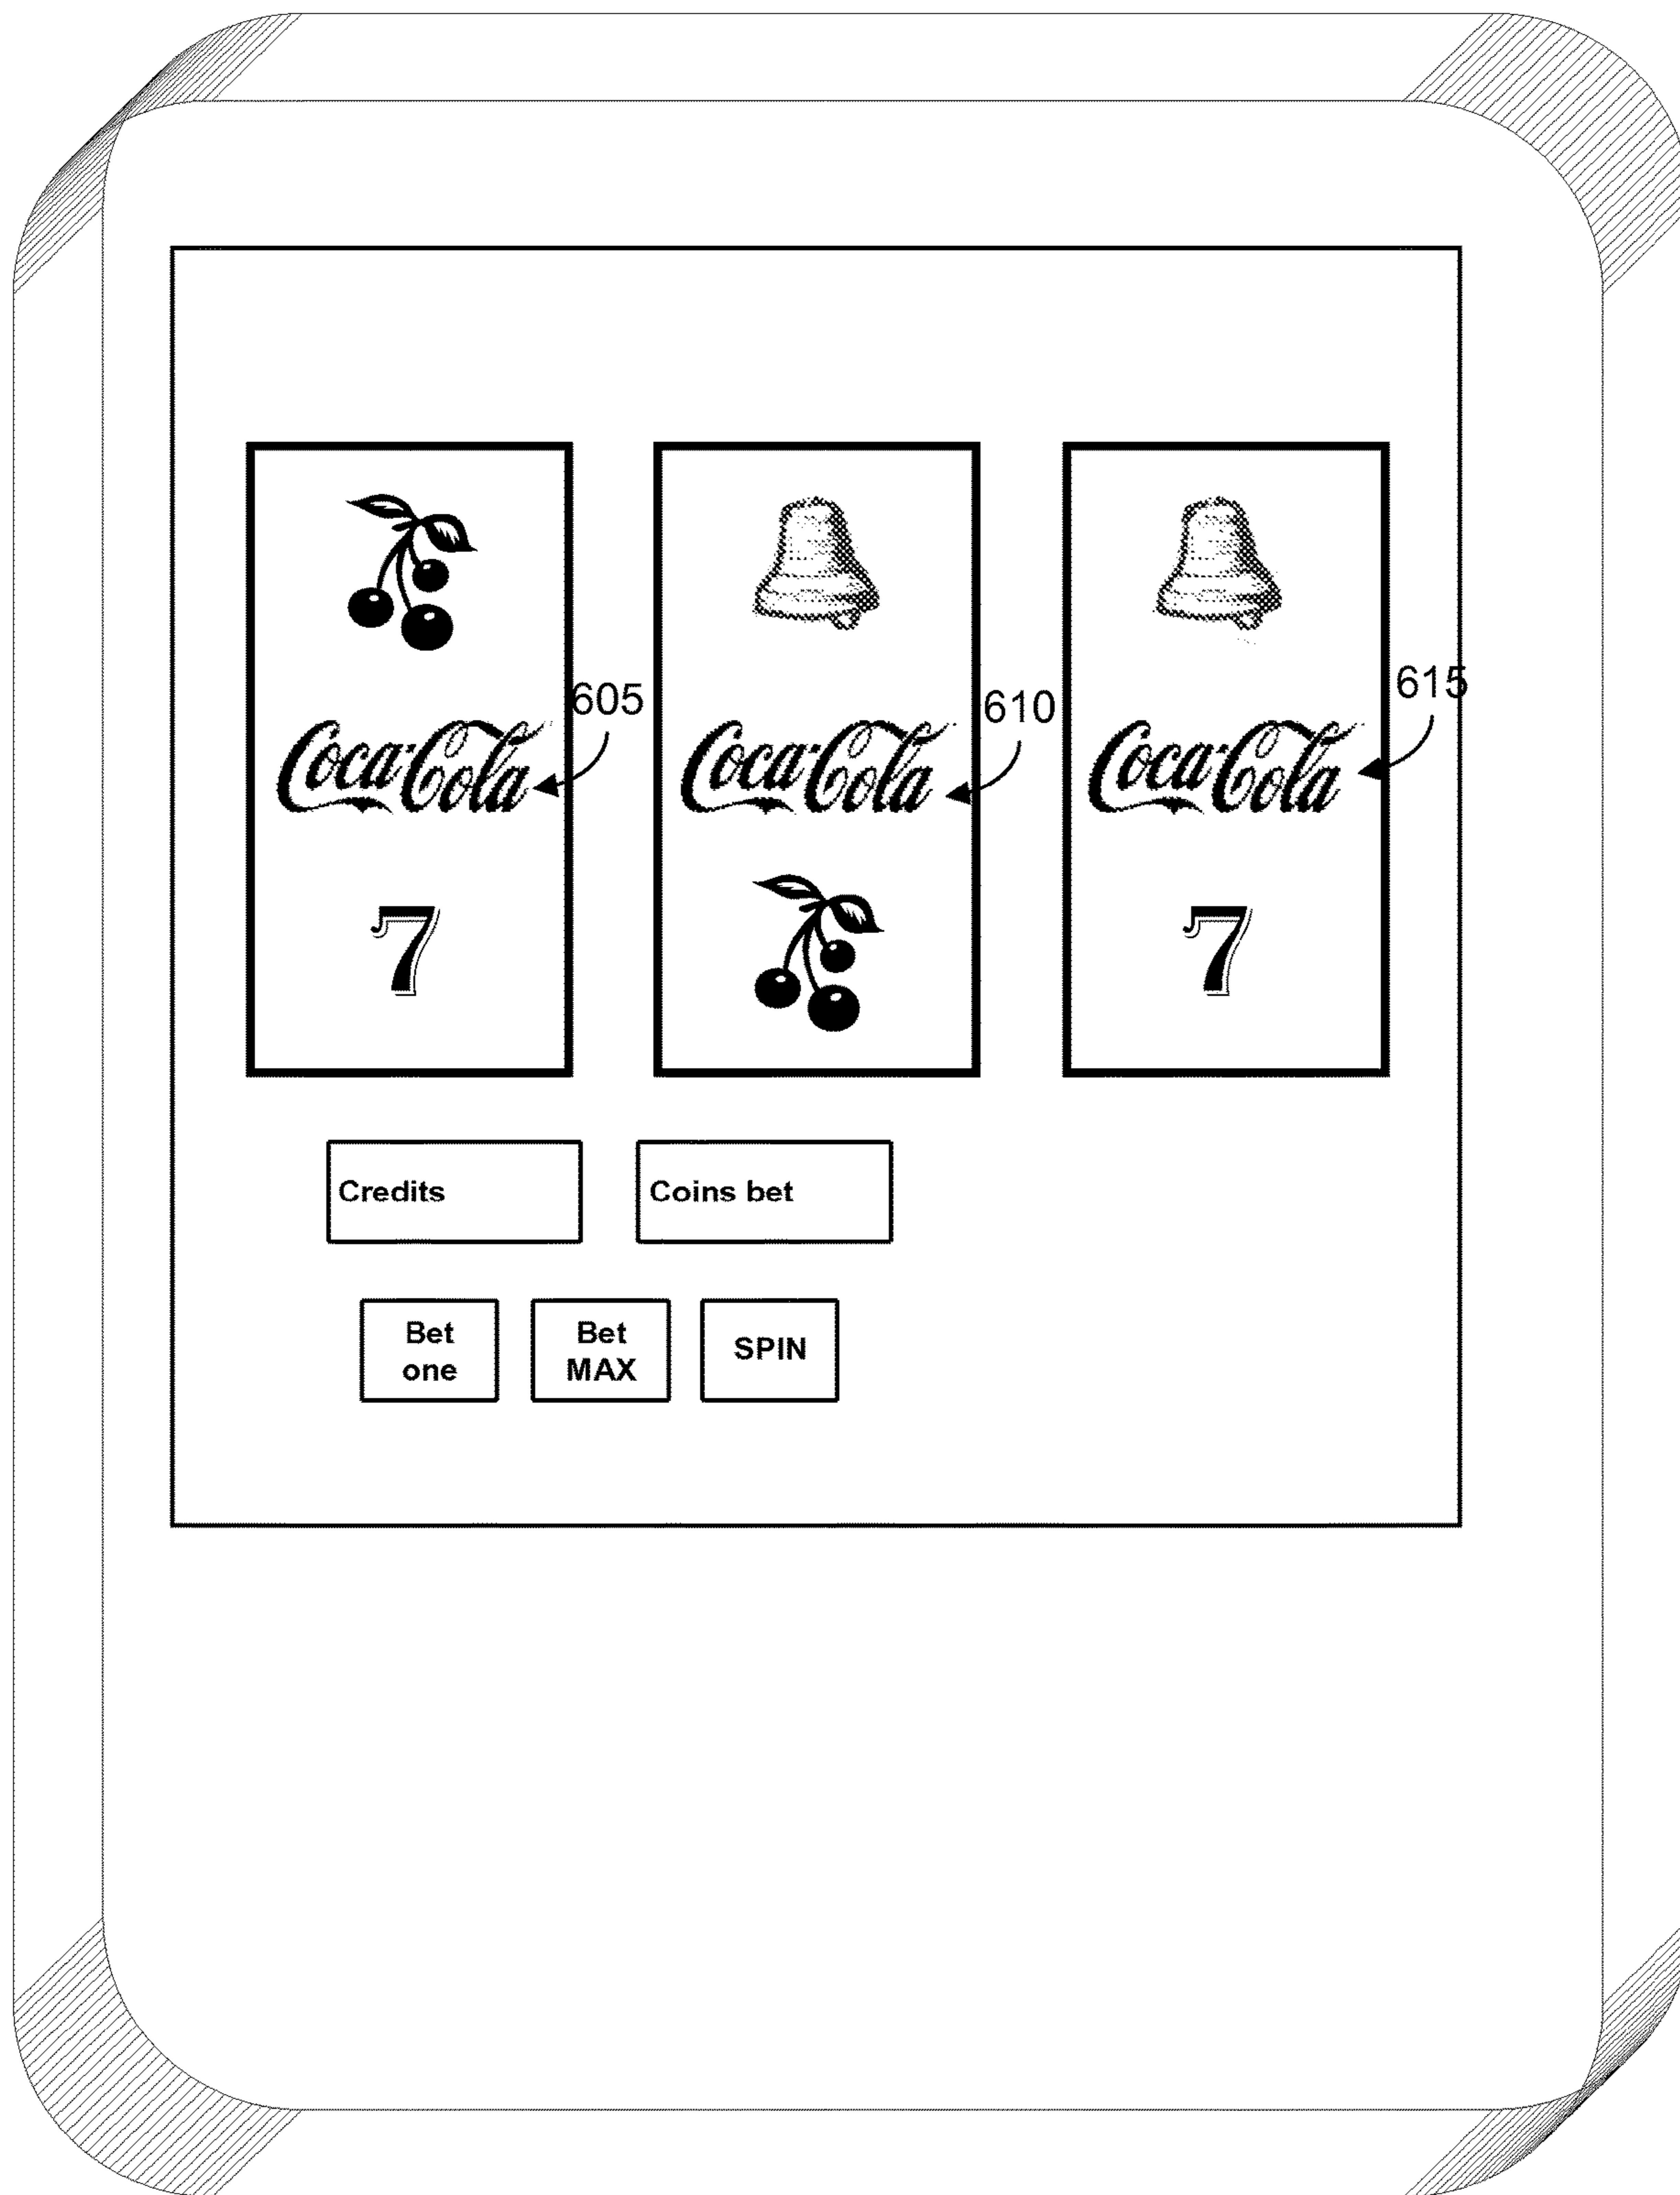 605
610
615
Coca-Cola
Coca-Cola
Coca-Cola
7
7
Credits
Coins bet
Bet
one
Bet
MAX
SPIN